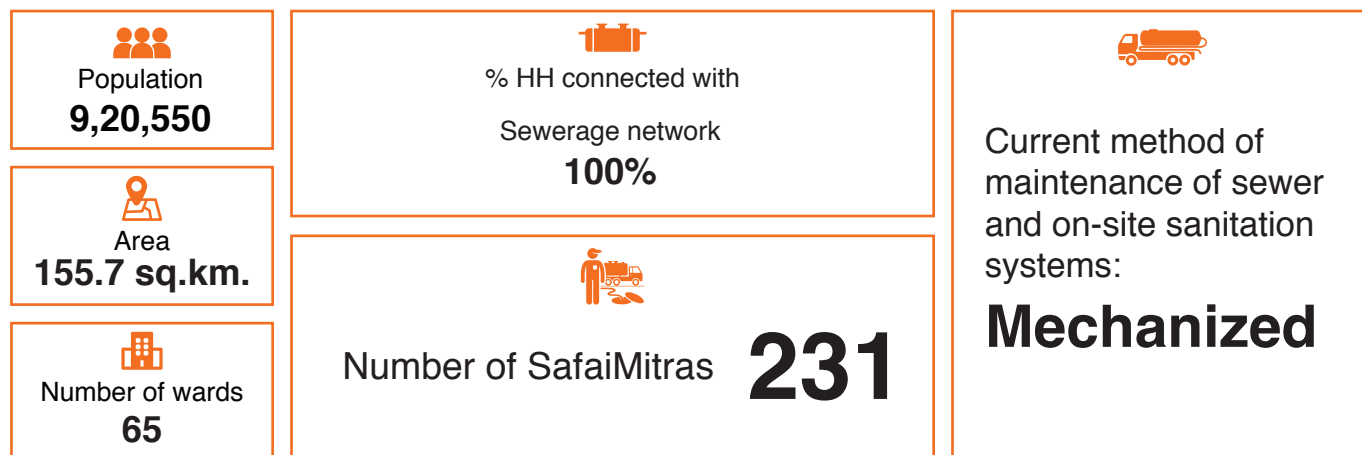 Population
9,20,550
Area
155.7 sq.km.
Number of wards
65
% HH connected with
Sewerage network
100%
Number of SafaiMitras 231
Current method of
maintenance of sewer
and on-site sanitation
systems:
Mechanized